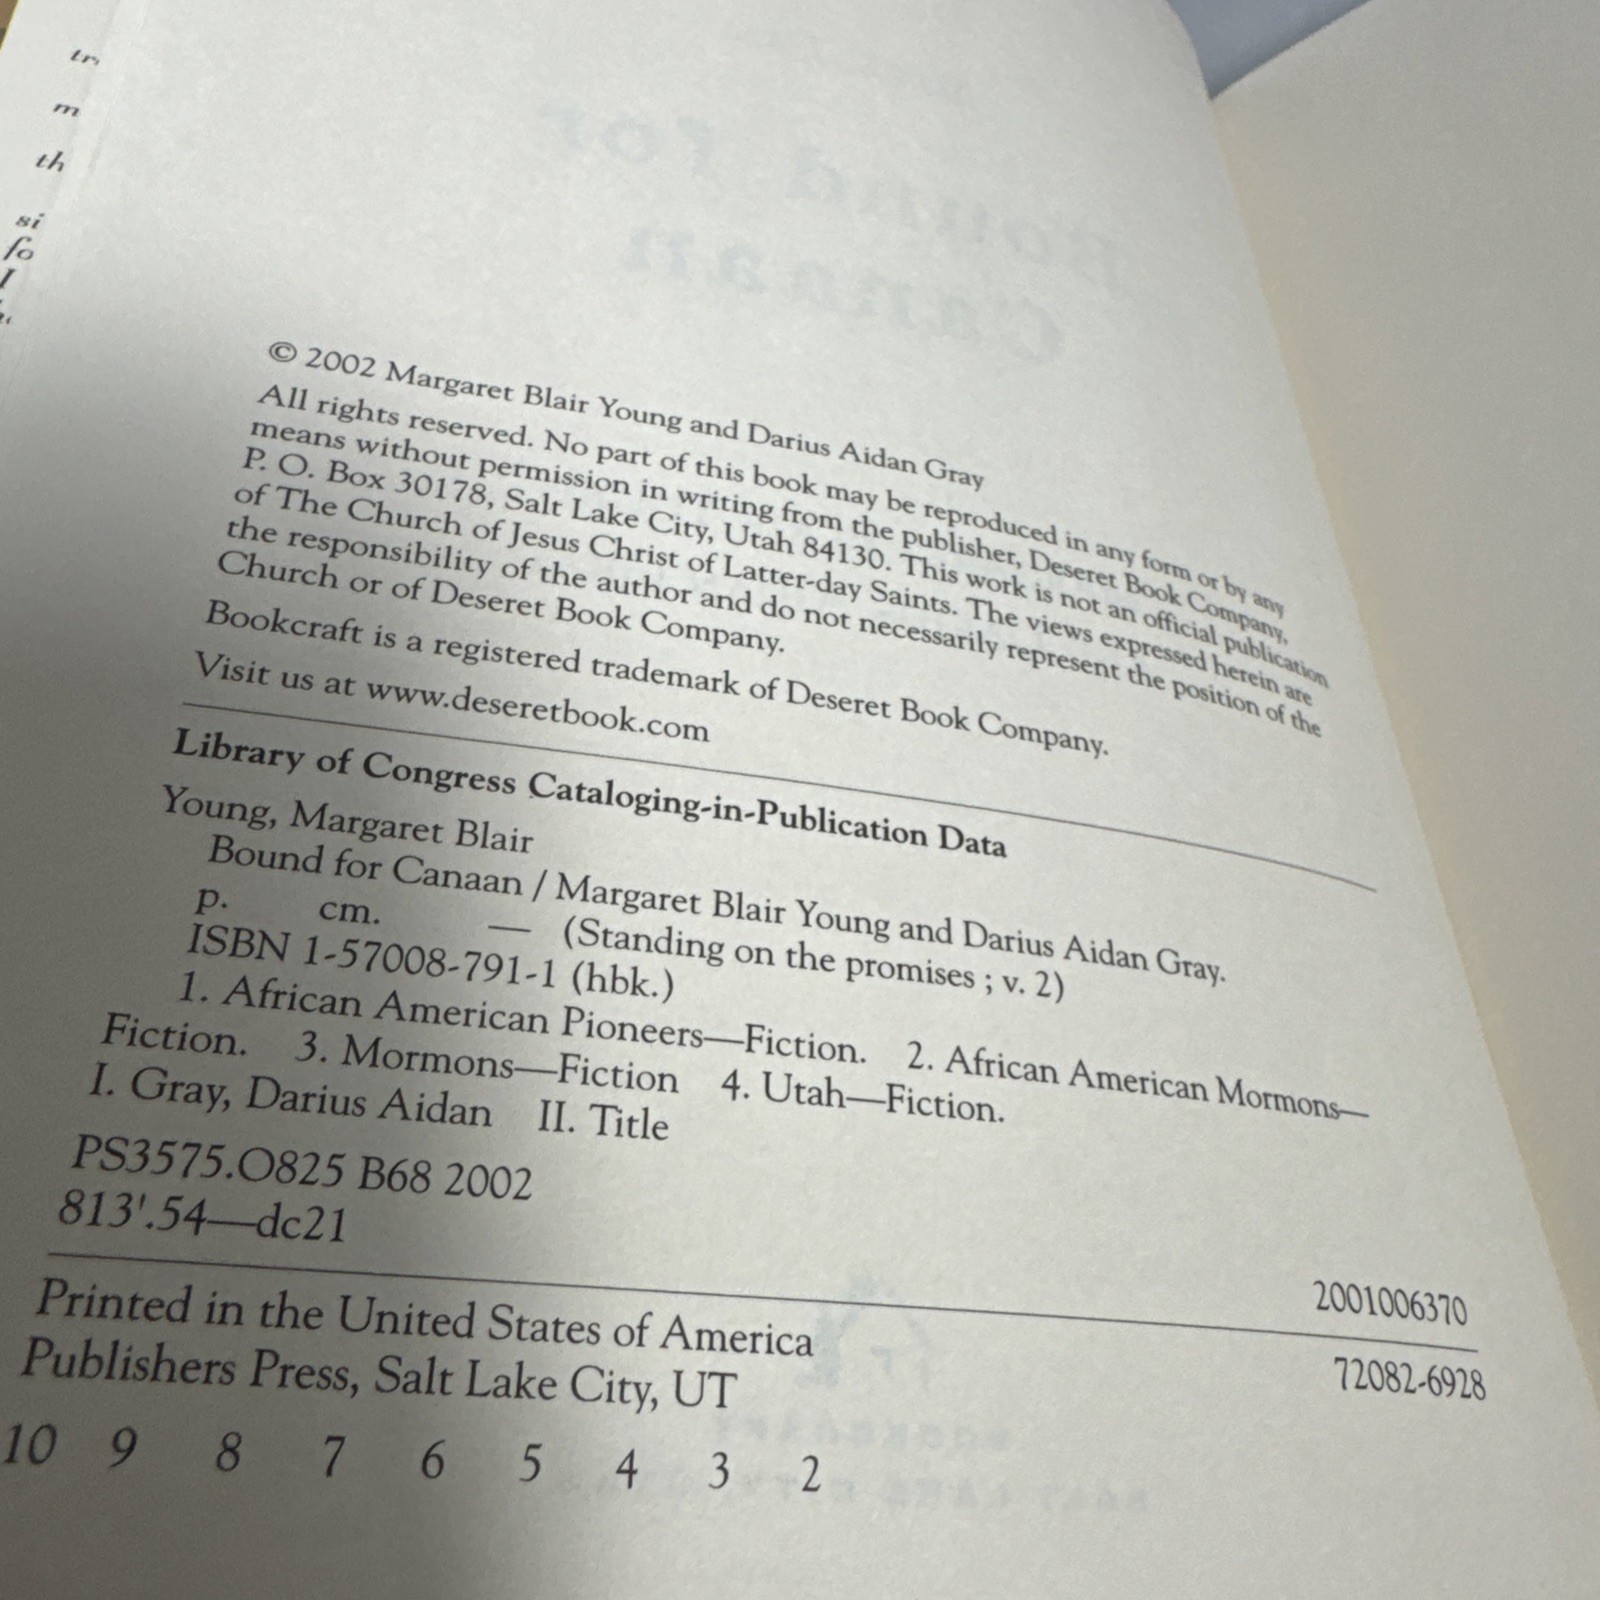 tr
m
th
si
fo
I
Bound for
Canaan
© 2002 Margaret Blair Young and Darius Aidan Gray
All rights reserved. No part of this book may be reproduced in any form or by any
means without permission in writing from the publisher, Deseret Book Company,
P. O. Box 30178, Salt Lake City, Utah 84130. This work is not an official publication
of The Church of Jesus Christ of Latter-day Saints. The views expressed herein are
the responsibility of the author and do not necessarily represent the position of the
Church or of Deseret Book Company.
Bookcraft is a registered trademark of Deseret Book Company.
Visit us at www.deseretbook.com
Library of Congress Cataloging-in-Publication Data
Young, Margaret Blair
Bound for Canaan / Margaret Blair Young and Darius Aidan Gray.
p. cm. — (Standing on the promises ; v. 2)
ISBN 1-57008-791-1 (hbk.)
1. African American Pioneers—Fiction. 2. African American Mormons—
Fiction. 3. Mormons—Fiction 4. Utah—Fiction.
I. Gray, Darius Aidan II. Title
PS3575.O825 B68 2002
813'.54—dc21
2001006370
Printed in the United States of America
72082-6928
Publishers Press, Salt Lake City, UT
10 9 8 7 6 5 4 3 2